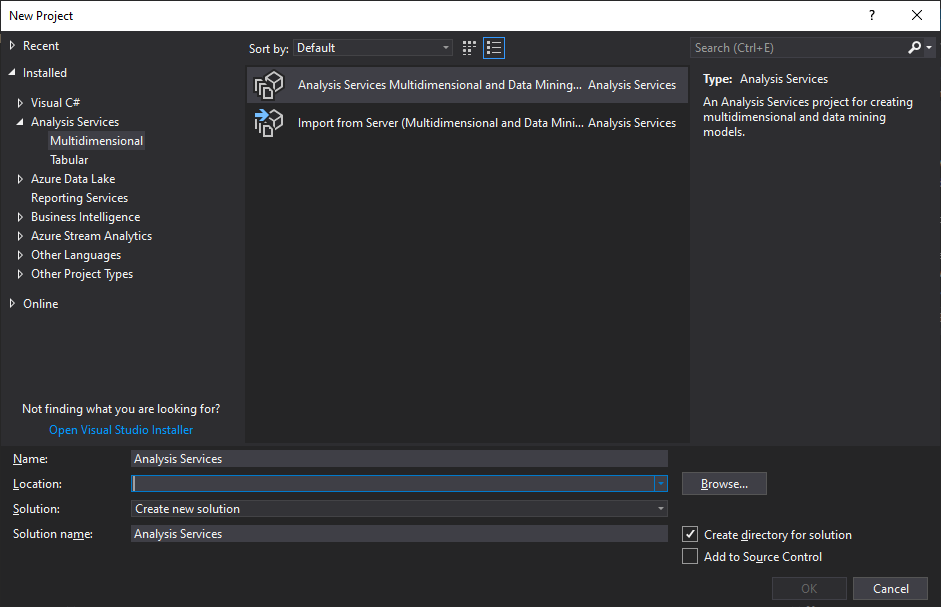 New Project
?
Recent
Installed
Visual C#
Analysis Services
Multidimensional
Tabular
Azure Data Lake
Reporting Services
Business Intelligence
Azure Stream Analytics
Other Languages
Other Project Types
Online
Not finding what you are looking for?
Open Visual Studio Installer
Sort by: Default
Analysis Services Multidimensional and Data Mining... Analysis Services
Import from Server (Multidimensional and Data Mini... Analysis Services
Search (Ctrl+E)
Type: Analysis Services
An Analysis Services project for creating
multidimensional and data mining
models.
Name: Analysis Services
Location:
Browse...
Solution: Create new solution
Solution name: Analysis Services
Create directory for solution
Add to Source Control
OK
Cancel